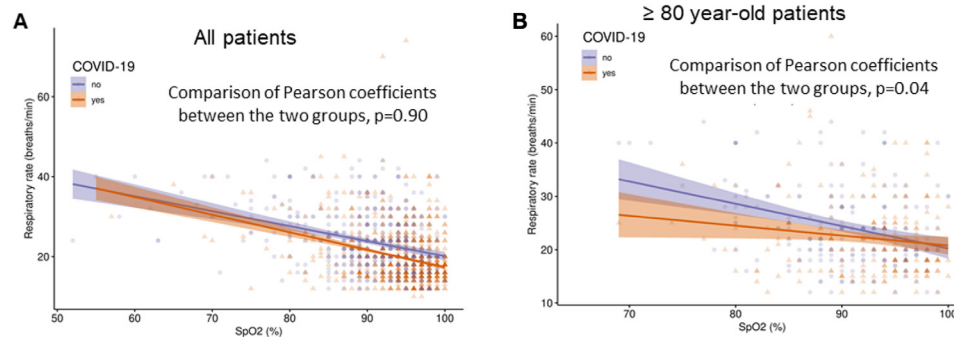 A
All patients
COVID-19
no
yes
Comparison of Pearson coefficients
between the two groups, p=0.90
Respiratory rate (breaths/min)
60
40
20
50
60
70
80
90
100
SpO2 (%)
B
≥ 80 year-old patients
COVID-19
no
yes
Comparison of Pearson coefficients
between the two groups, p=0.04
Respiratory rate (breaths/min)
60
50
40
30
20
10
70
80
90
100
SpO2 (%)